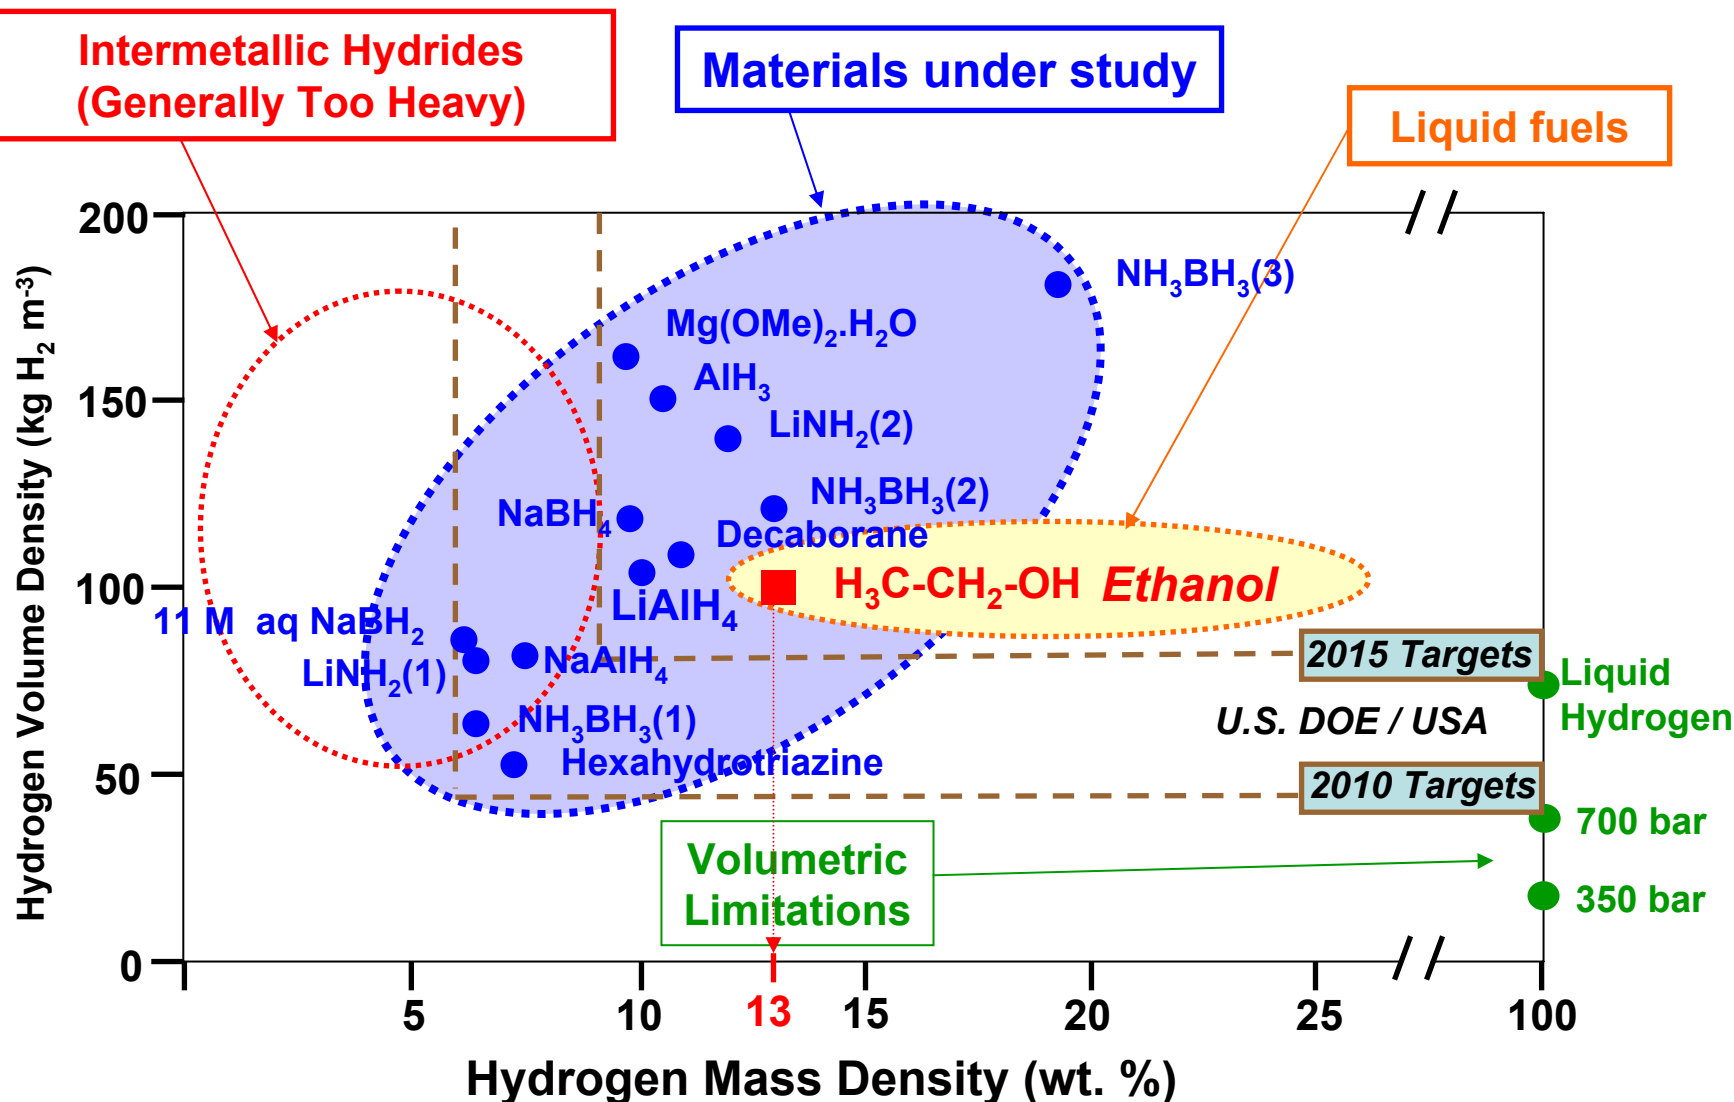 Intermetallic Hydrides
(Generally Too Heavy)
Materials under study
Liquid fuels
Hydrogen Volume Density (kg H₂ m⁻³)
200
150
100
50
0
NH₃BH₃(3)
Mg(OMe)₂.H₂O
AlH₃
LiNH₂(2)
NH₃BH₃(2)
NaBH₄
Decaborane
H₃C-CH₂-OH Ethanol
LiAlH₄
11 M aq NaBH₂
LiNH₂(1)
NaAlH₄
2015 Targets
Liquid
Hydrogen
NH₃BH₃(1)
U.S. DOE / USA
Hexahydrotriazine
2010 Targets
700 bar
Volumetric
Limitations
350 bar
5
10
13
15
20
25
100
Hydrogen Mass Density (wt. %)